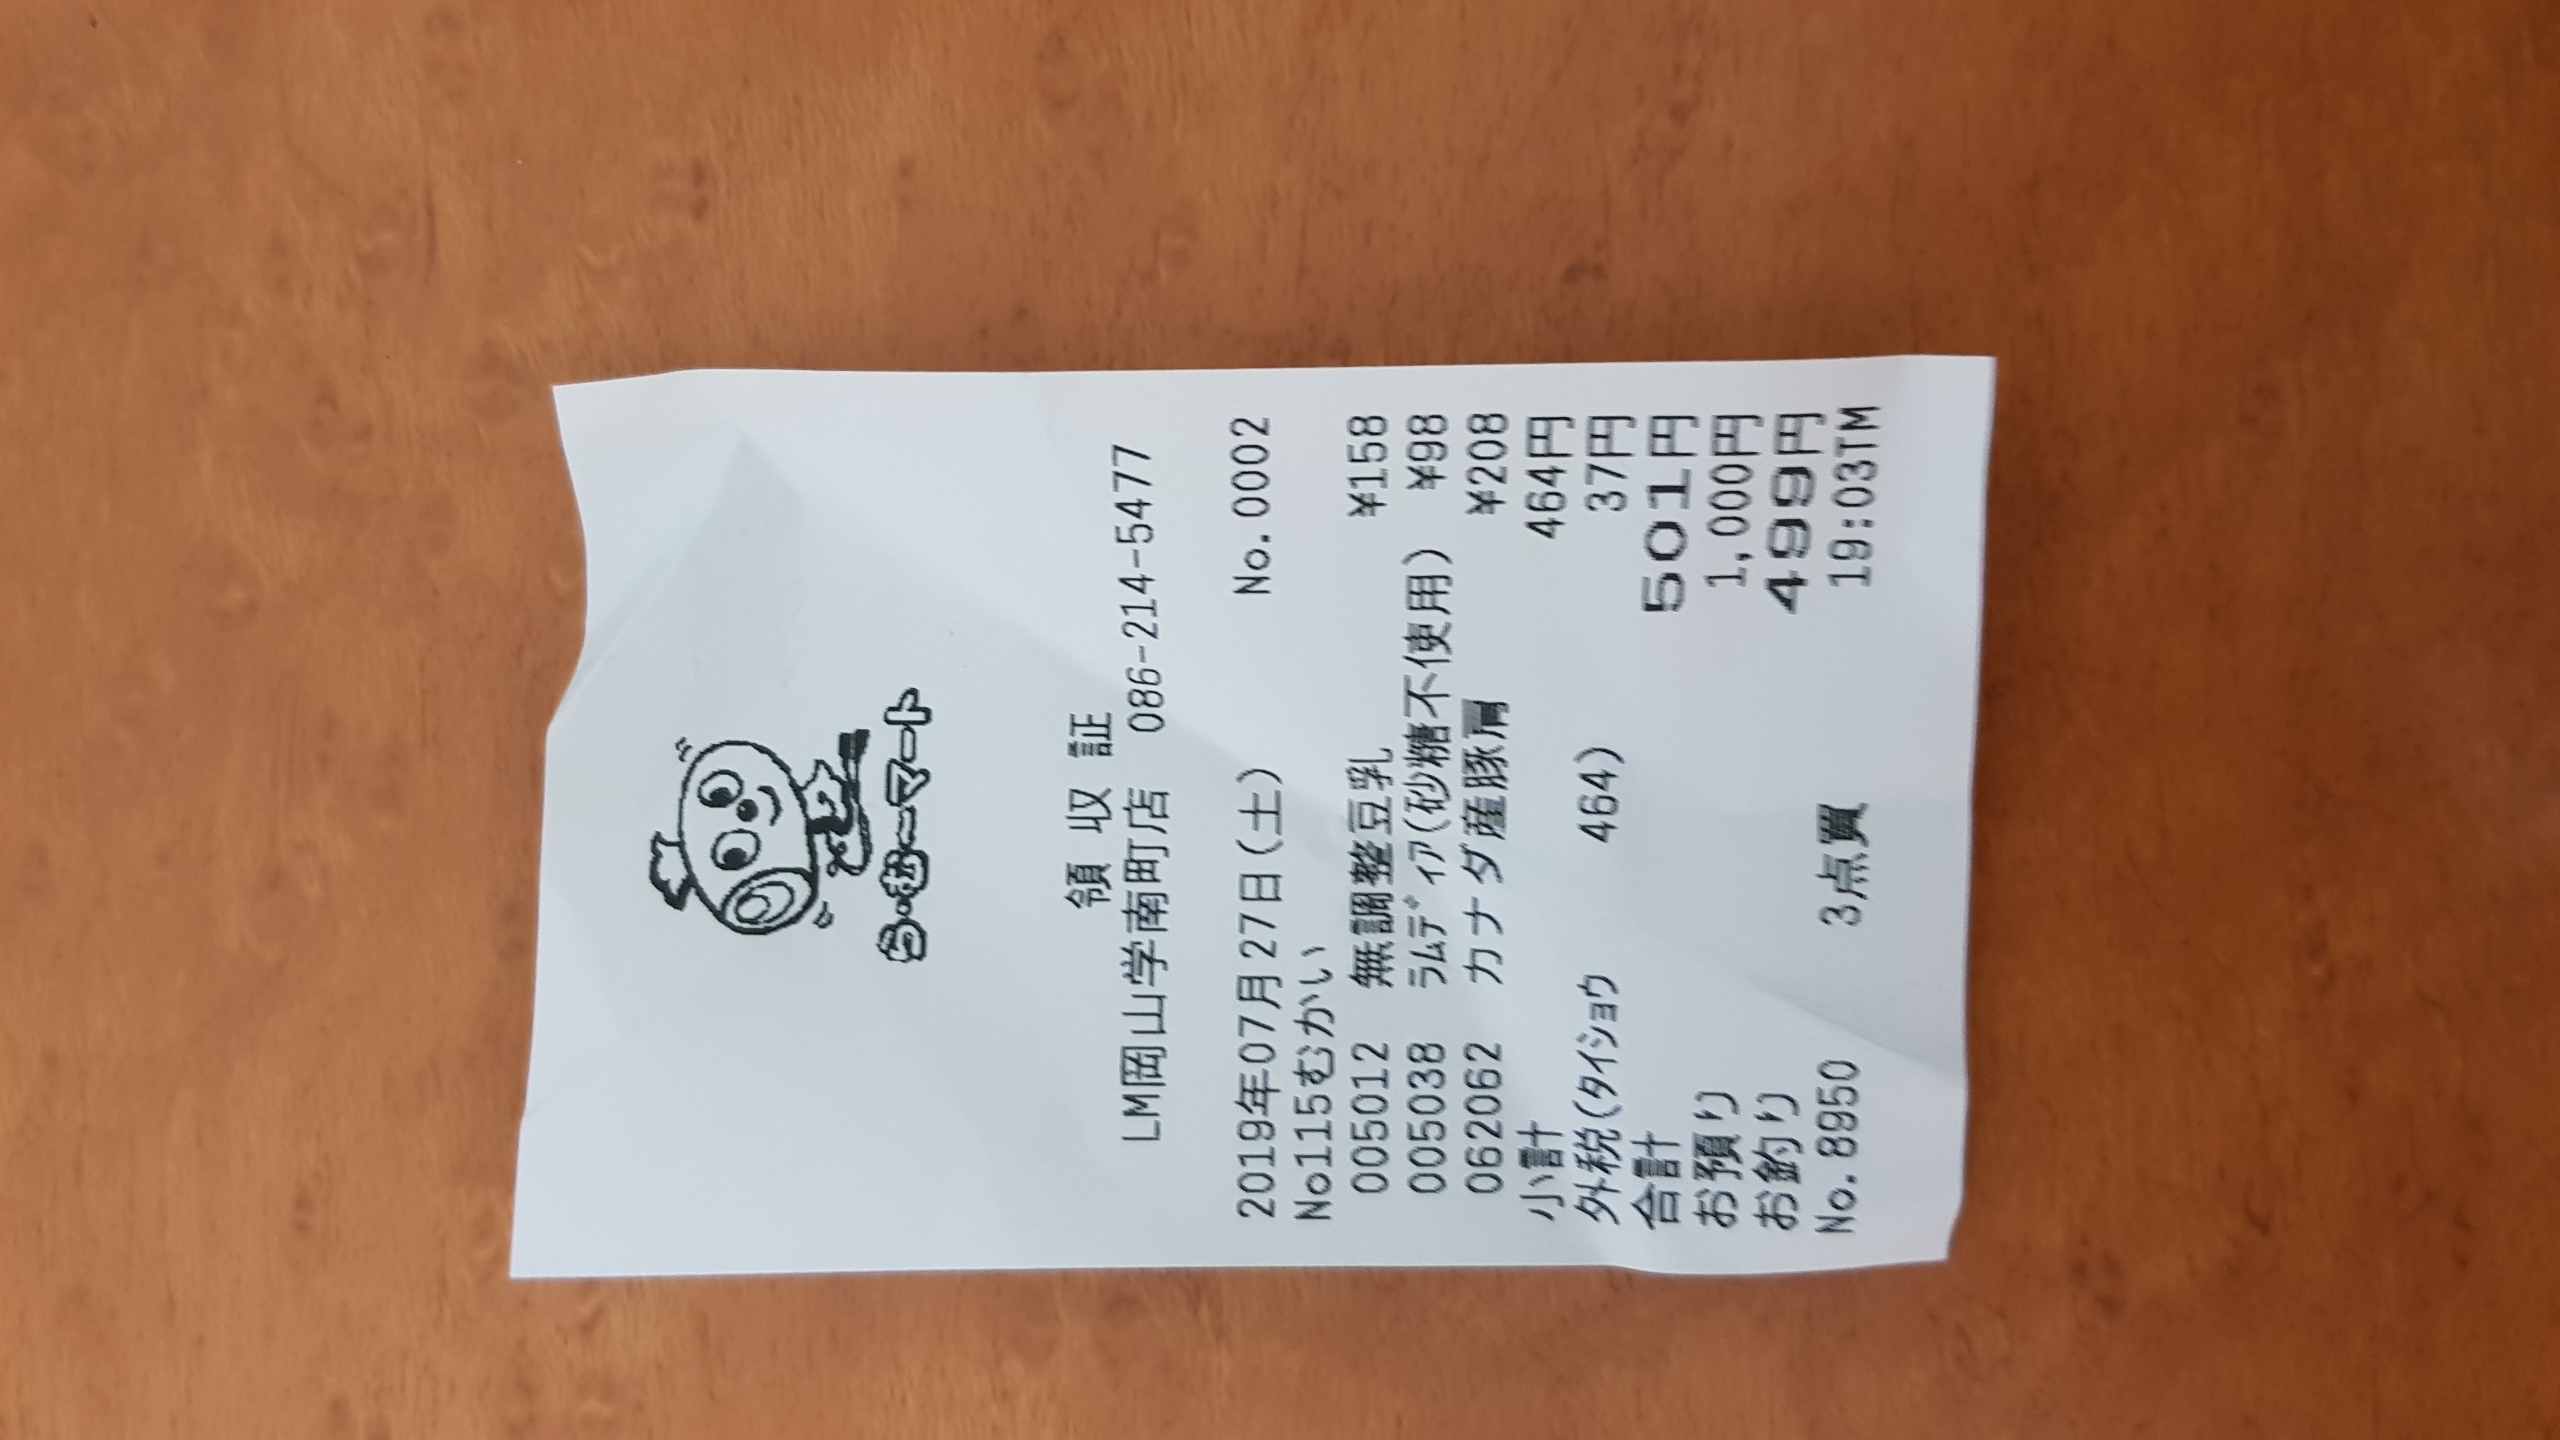 ら・むーマート
領収証
LM岡山学南町店 086-214-5477
2019年07月27日(土) No.0002
No115むかい
005012 無調整豆乳 ¥158
005038 ﾗﾑﾃﾞｨｱ(砂糖不使用) ¥98
062062 カナダ産豚肩 ¥208
小計 464円
外税(ﾀｲｼｮｳ 464) 37円
合計 501円
お預り 1,000円
お釣り 499円
No.8950 3点買 19:03TM